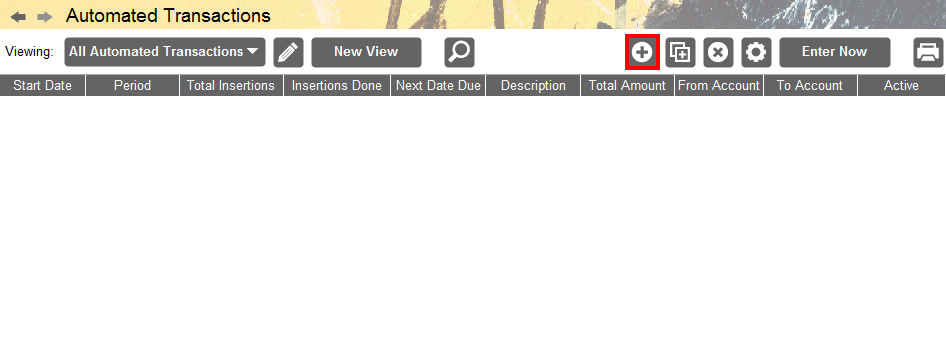 Automated Transactions
Viewing: All Automated Transactions New View Enter Now
Start Date Period Total Insertions Insertions Done Next Date Due Description Total Amount From Account To Account Active